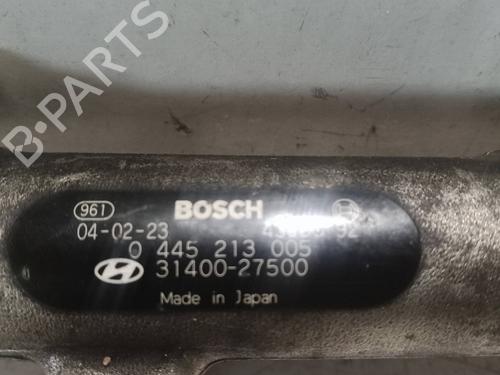 B-PARTS
961 BOSCH
04-02-23
0 445 213 005
31400-27500
Made in Japan